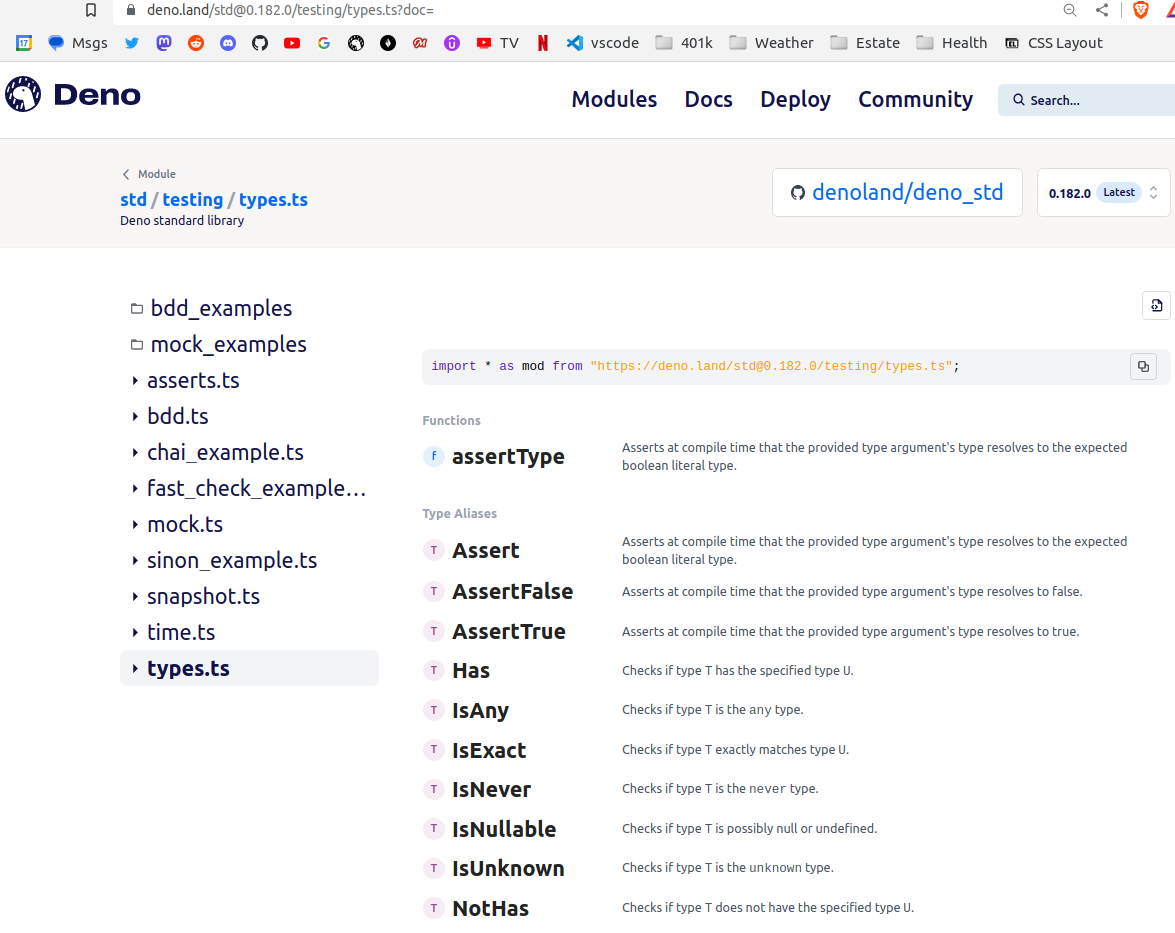 deno.land/std@0.182.0/testing/types.ts?doc=
17 Msgs TV vscode 401k Weather Estate Health CSS Layout
Deno Modules Docs Deploy Community Search...
Module
std / testing / types.ts
Deno standard library
denoland/deno_std
0.182.0 Latest
bdd_examples
mock_examples
asserts.ts
bdd.ts
chai_example.ts
fast_check_example…
mock.ts
sinon_example.ts
snapshot.ts
time.ts
types.ts
import * as mod from "https://deno.land/std@0.182.0/testing/types.ts";
Functions
f assertType
Asserts at compile time that the provided type argument's type resolves to the expected
boolean literal type.
Type Aliases
T Assert
Asserts at compile time that the provided type argument's type resolves to the expected
boolean literal type.
T AssertFalse Asserts at compile time that the provided type argument's type resolves to false.
T AssertTrue Asserts at compile time that the provided type argument's type resolves to true.
T Has Checks if type T has the specified type U.
T IsAny Checks if type T is the any type.
T IsExact Checks if type T exactly matches type U.
T IsNever Checks if type T is the never type.
T IsNullable Checks if type T is possibly null or undefined.
T IsUnknown Checks if type T is the unknown type.
T NotHas Checks if type T does not have the specified type U.